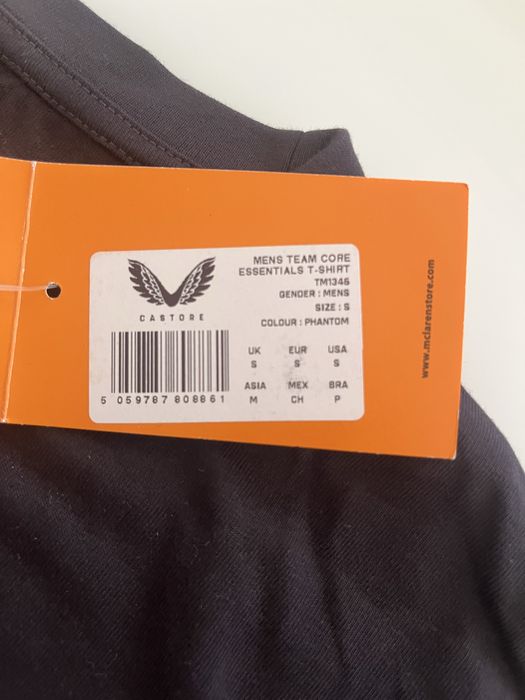 MENS TEAM CORE
ESSENTIALS T-SHIRT
TM1346
GENDER : MENS
SIZE : S
COLOUR : PHANTOM
CASTORE
UK EUR USA
S S S
ASIA MEX BRA
M CH P
5 059787 808861
www.mclarenstore.com